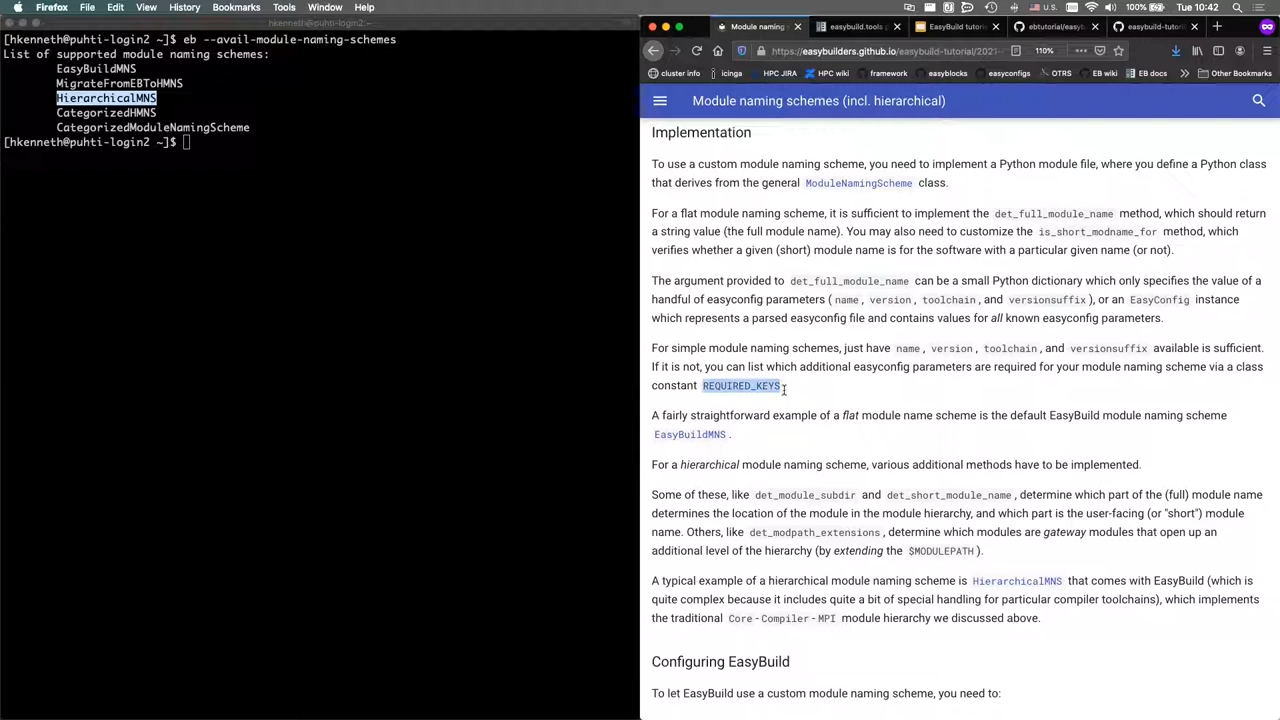 Firefox File Edit View History Bookmarks Tools Window Help
100% Tue 10:42
hkenneth@puhti-login2:~
[hkenneth@puhti-login2 ~]$ eb --avail-module-naming-schemes
List of supported module naming schemes:
EasyBuildMNS
MigrateFromEBToHMNS
HierarchicalMNS
CategorizedHMNS
CategorizedModuleNamingScheme
[hkenneth@puhti-login2 ~]$
Module naming s
easybuild.tools p
EasyBuild tutori
ebtutorial/easyb
easybuild-tutori
https://easybuilders.github.io/easybuild-tutorial/2021-
110%
cluster info icinga HPC JIRA HPC wiki framework easyblocks easyconfigs OTRS EB wiki EB docs Other Bookmarks
Module naming schemes (incl. hierarchical)
Implementation
To use a custom module naming scheme, you need to implement a Python module file, where you define a Python class
that derives from the general ModuleNamingScheme class.
For a flat module naming scheme, it is sufficient to implement the det_full_module_name method, which should return
a string value (the full module name). You may also need to customize the is_short_modname_for method, which
verifies whether a given (short) module name is for the software with a particular given name (or not).
The argument provided to det_full_module_name can be a small Python dictionary which only specifies the value of a
handful of easyconfig parameters ( name, version, toolchain, and versionsuffix ), or an EasyConfig instance
which represents a parsed easyconfig file and contains values for all known easyconfig parameters.
For simple module naming schemes, just have name, version, toolchain, and versionsuffix available is sufficient.
If it is not, you can list which additional easyconfig parameters are required for your module naming scheme via a class
constant REQUIRED_KEYS
A fairly straightforward example of a flat module name scheme is the default EasyBuild module naming scheme
EasyBuildMNS .
For a hierarchical module naming scheme, various additional methods have to be implemented.
Some of these, like det_module_subdir and det_short_module_name, determine which part of the (full) module name
determines the location of the module in the module hierarchy, and which part is the user-facing (or "short") module
name. Others, like det_modpath_extensions, determine which modules are gateway modules that open up an
additional level of the hierarchy (by extending the $MODULEPATH ).
A typical example of a hierarchical module naming scheme is HierarchicalMNS that comes with EasyBuild (which is
quite complex because it includes quite a bit of special handling for particular compiler toolchains), which implements
the traditional Core-Compiler-MPI module hierarchy we discussed above.
Configuring EasyBuild
To let EasyBuild use a custom module naming scheme, you need to: